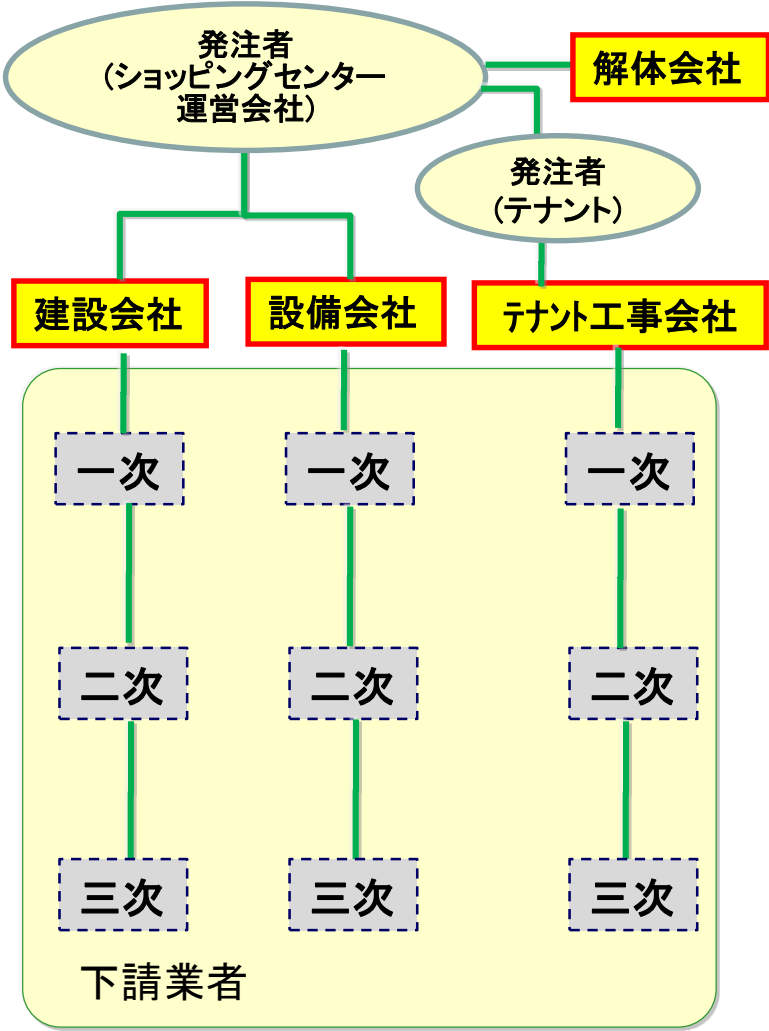 発注者
(ショッピングセンター
運営会社)
解体会社
発注者
(テナント)
建設会社
設備会社
テナント工事会社
一次
一次
一次
二次
二次
二次
三次
三次
三次
下請業者